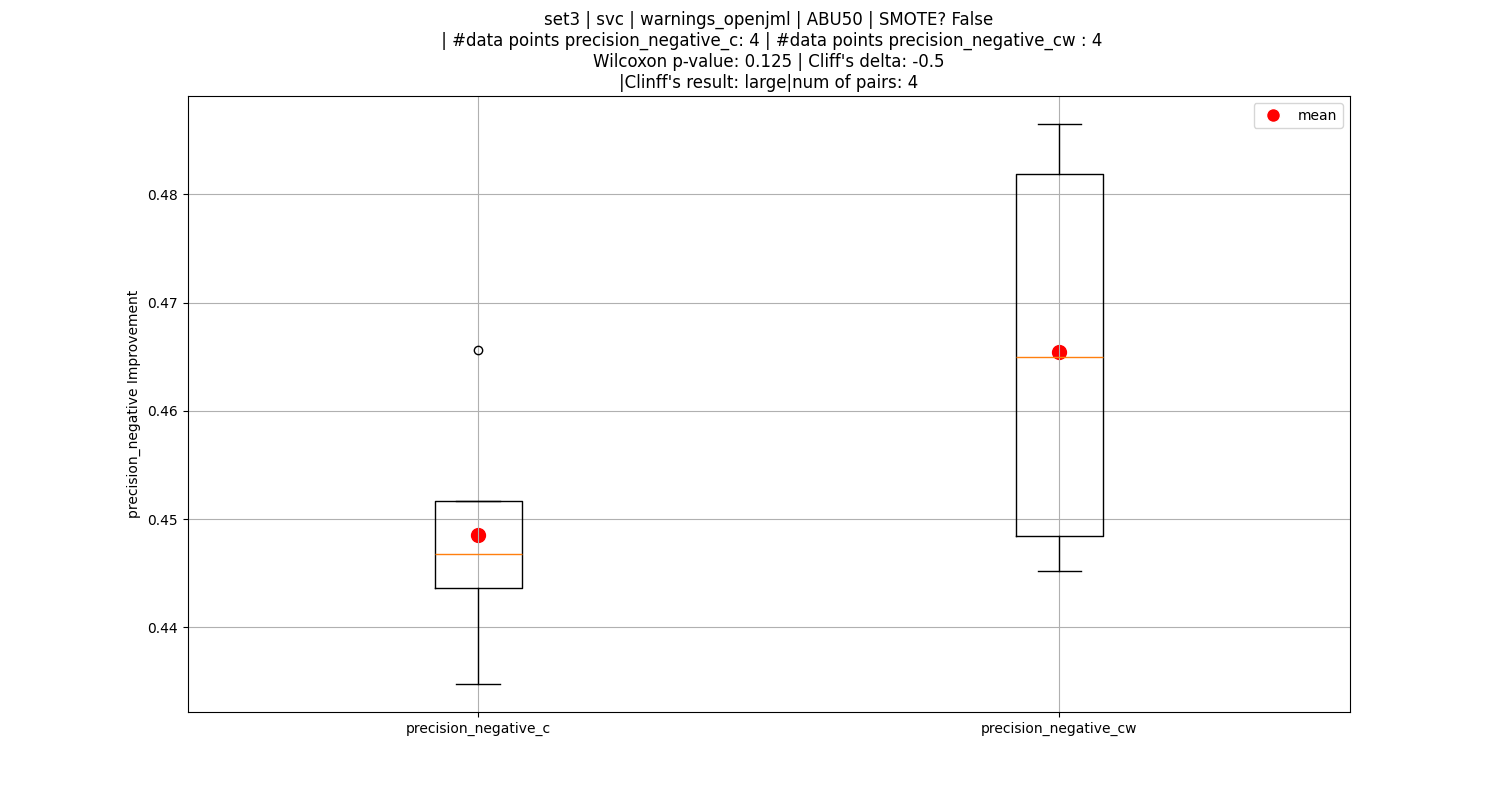 set3 | svc | warnings_openjml | ABU50 | SMOTE? False
| #data points precision_negative_c: 4 | #data points precision_negative_cw : 4
Wilcoxon p-value: 0.125 | Cliff's delta: -0.5
|Clinff's result: large|num of pairs: 4
mean
0.48
0.47
0.46
0.45
0.44
precision_negative Improvement
precision_negative_c
precision_negative_cw